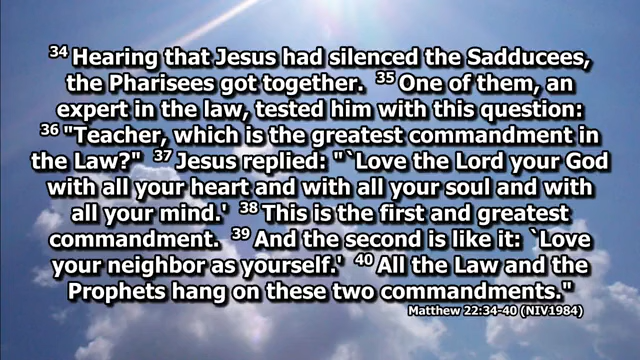 34 Hearing that Jesus had silenced the Sadducees,
the Pharisees got together. 35 One of them, an
expert in the law, tested him with this question:
36 "Teacher, which is the greatest commandment in
the Law?" 37 Jesus replied: "`Love the Lord your God
with all your heart and with all your soul and with
all your mind.' 38 This is the first and greatest
commandment. 39 And the second is like it: `Love
your neighbor as yourself.' 40 All the Law and the
Prophets hang on these two commandments."
Matthew 22:34-40 (NIV1984)